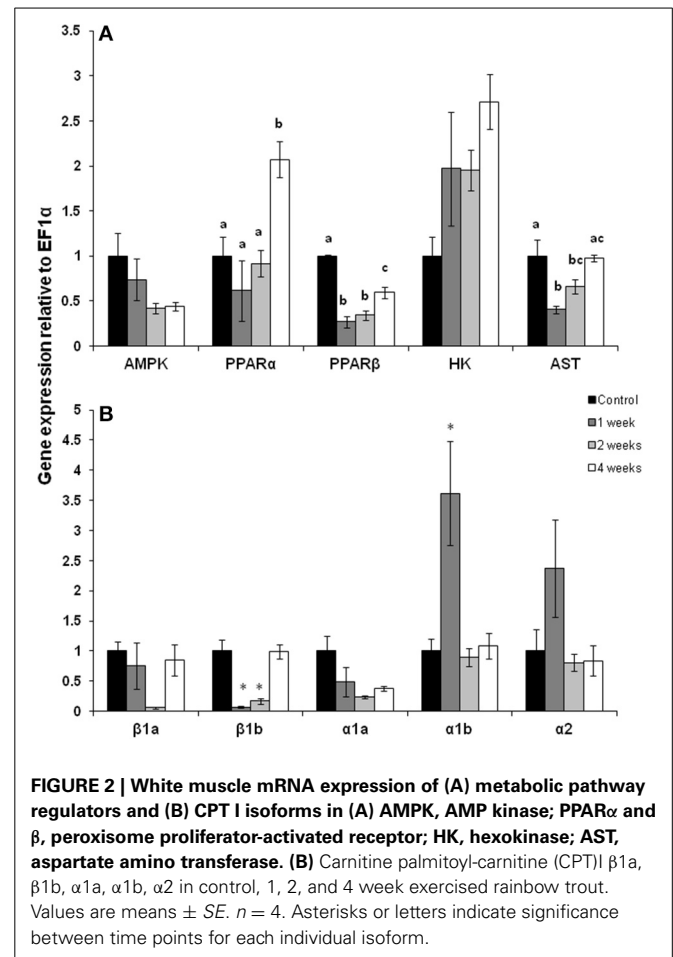 Gene expression relative to EF1α
A
3.5
3
2.5
2
1.5
1
0.5
0
a
a
a
b
a
b
b
c
a
b
bc
ac
AMPK PPARα PPARβ HK AST
B
5
4.5
4
3.5
3
2.5
2
1.5
1
0.5
0
* *
*
Control
1 week
2 weeks
4 weeks
β1a β1b α1a α1b α2
FIGURE 2 | White muscle mRNA expression of (A) metabolic pathway
regulators and (B) CPT I isoforms in (A) AMPK, AMP kinase; PPARα and
β, peroxisome proliferator-activated receptor; HK, hexokinase; AST,
aspartate amino transferase. (B) Carnitine palmitoyl-carnitine (CPT)I β1a,
β1b, α1a, α1b, α2 in control, 1, 2, and 4 week exercised rainbow trout.
Values are means ± SE. n = 4. Asterisks or letters indicate significance
between time points for each individual isoform.